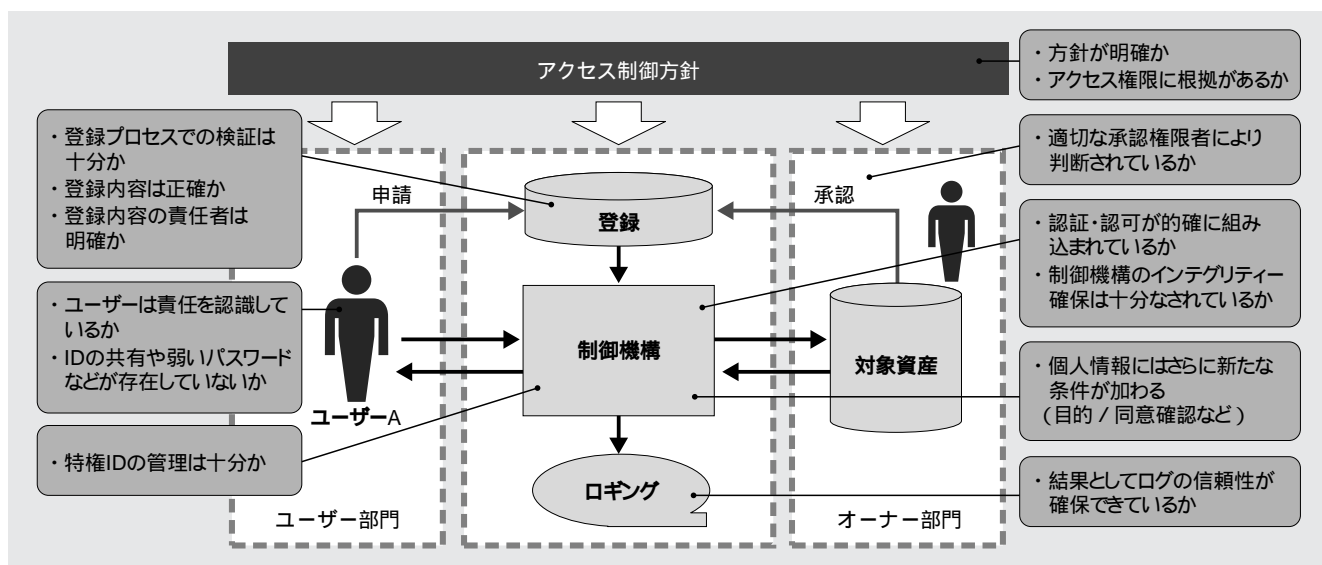 アクセス制御方針
・方針が明確か
・アクセス権限に根拠があるか
・登録プロセスでの検証は
十分か
・登録内容は正確か
・登録内容の責任者は
明確か
・適切な承認権限者により
判断されているか
申請
承認
登録
・認証・認可が的確に組み
込まれているか
・制御機構のインテグリティー
確保は十分なされているか
・ユーザーは責任を認識して
いるか
・IDの共有や弱いパスワード
などが存在していないか
制御機構
対象資産
・個人情報にはさらに新たな
条件が加わる
(目的/同意確認など)
ユーザーA
・特権IDの管理は十分か
ロギング
・結果としてログの信頼性が
確保できているか
ユーザー部門
オーナー部門